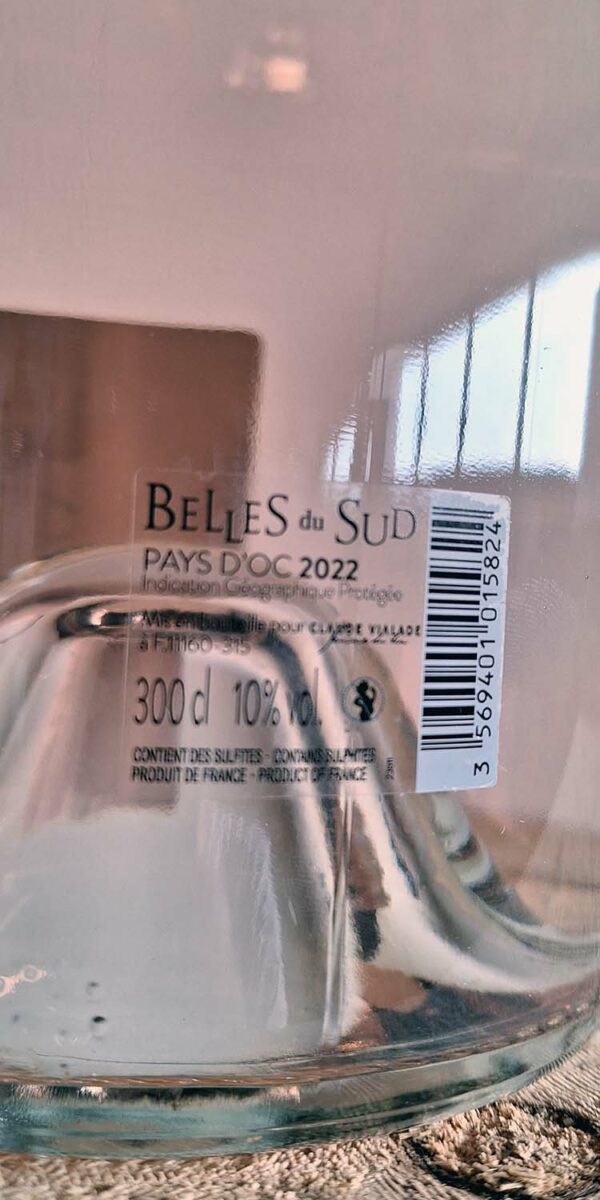 BELLES du SUD
PAYS D'OC 2022
Indication Géographique Protégée
Mis en bouteille pour CLAUDE VIALADE
à F.11160-315
300 cl 10% vol.
CONTIENT DES SULFITES - CONTAINS SULPHITES
PRODUIT DE FRANCE - PRODUCT OF FRANCE
3 569401 015824